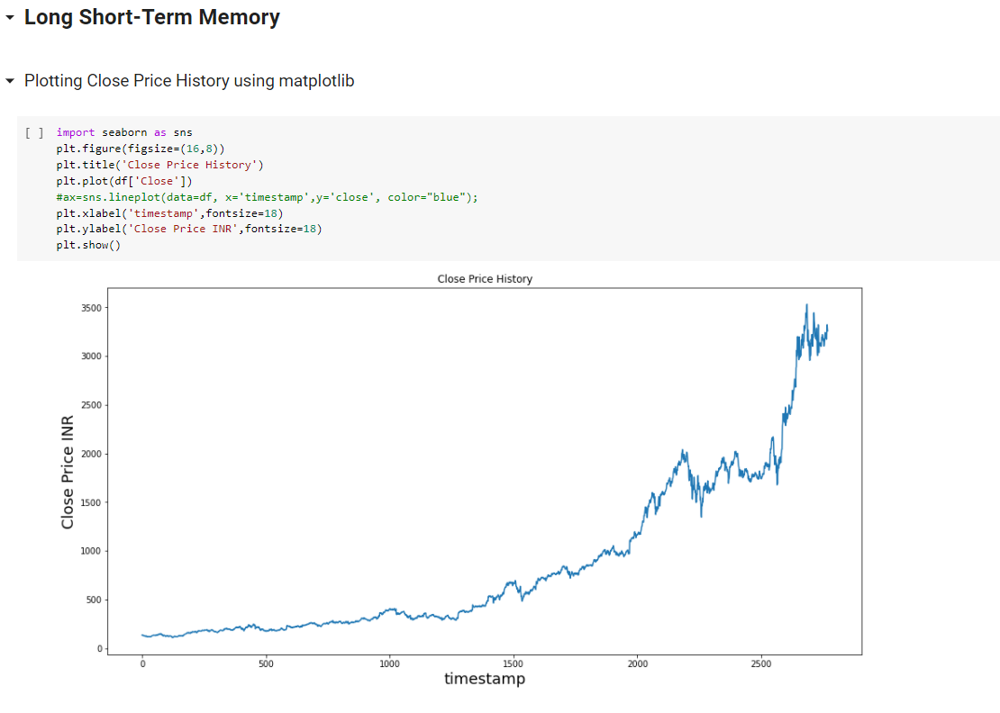 Long Short-Term Memory
Plotting Close Price History using matplotlib
[ ] import seaborn as sns
plt.figure(figsize=(16,8))
plt.title('Close Price History')
plt.plot(df['Close'])
#ax=sns.lineplot(data=df, x='timestamp',y='close', color="blue");
plt.xlabel('timestamp',fontsize=18)
plt.ylabel('Close Price INR',fontsize=18)
plt.show()
Close Price History
3500
3000
2500
2000
1500
1000
500
0
Close Price INR
0 500 1000 1500 2000 2500
timestamp